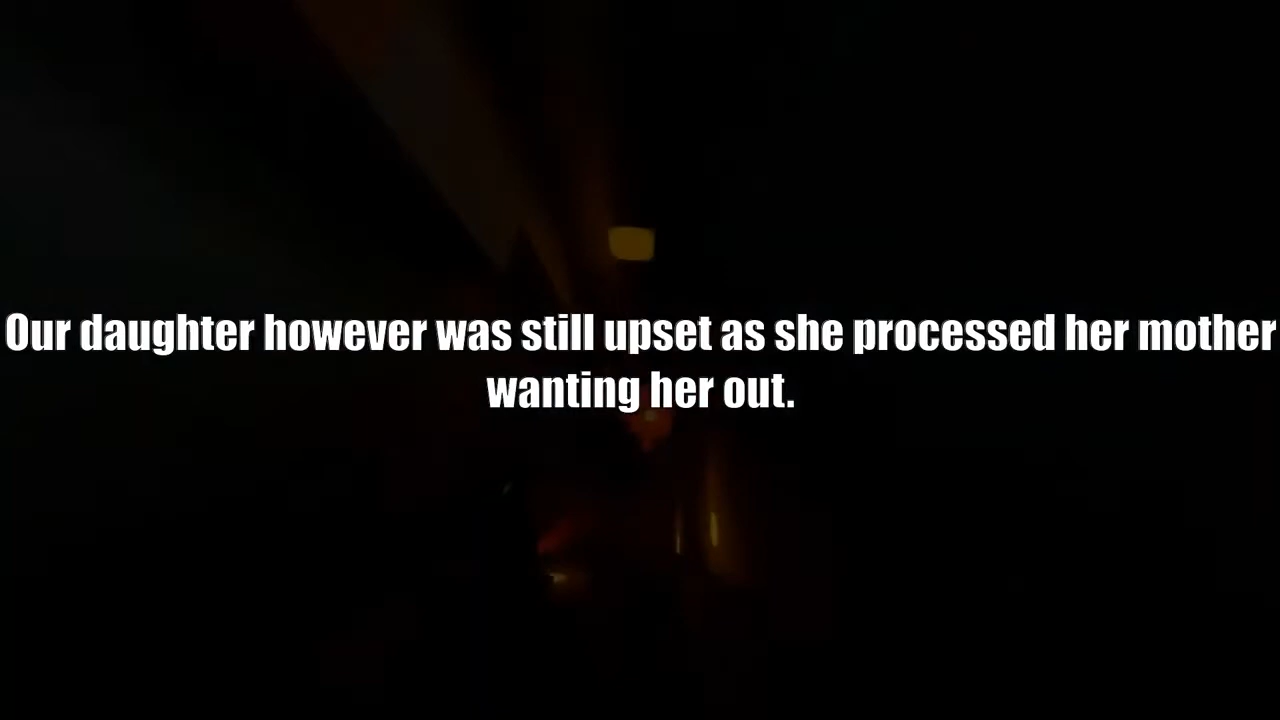 Our daughter however was still upset as she processed her mother
wanting her out.